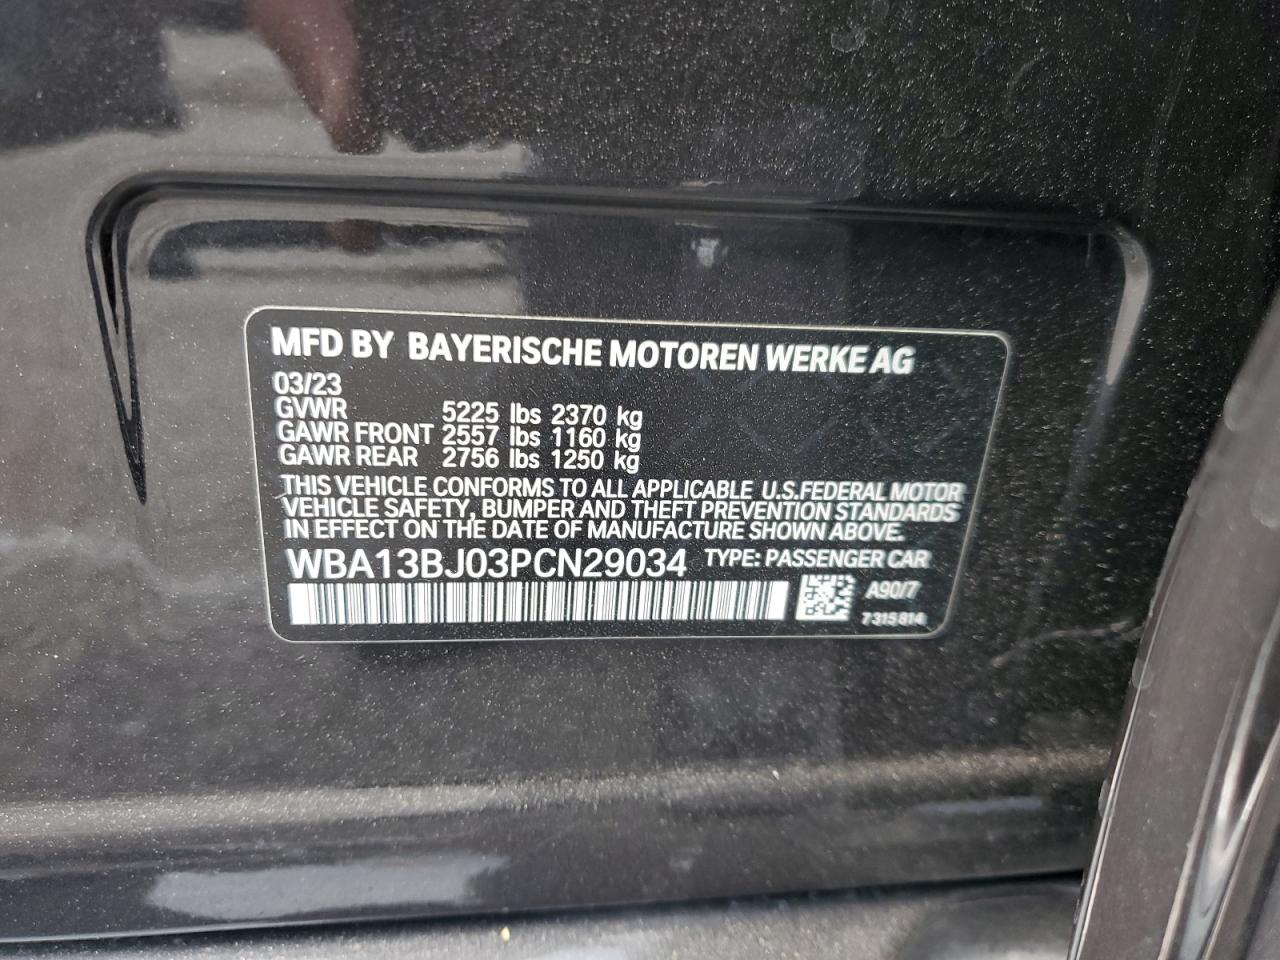 MFD BY BAYERISCHE MOTOREN WERKE AG
03/23
GVWR 5225 lbs 2370 kg
GAWR FRONT 2557 lbs 1160 kg
GAWR REAR 2756 lbs 1250 kg
THIS VEHICLE CONFORMS TO ALL APPLICABLE U.S.FEDERAL MOTOR
VEHICLE SAFETY, BUMPER AND THEFT PREVENTION STANDARDS
IN EFFECT ON THE DATE OF MANUFACTURE SHOWN ABOVE.
WBA13BJ03PCN29034 TYPE: PASSENGER CAR
A90/7
7315814